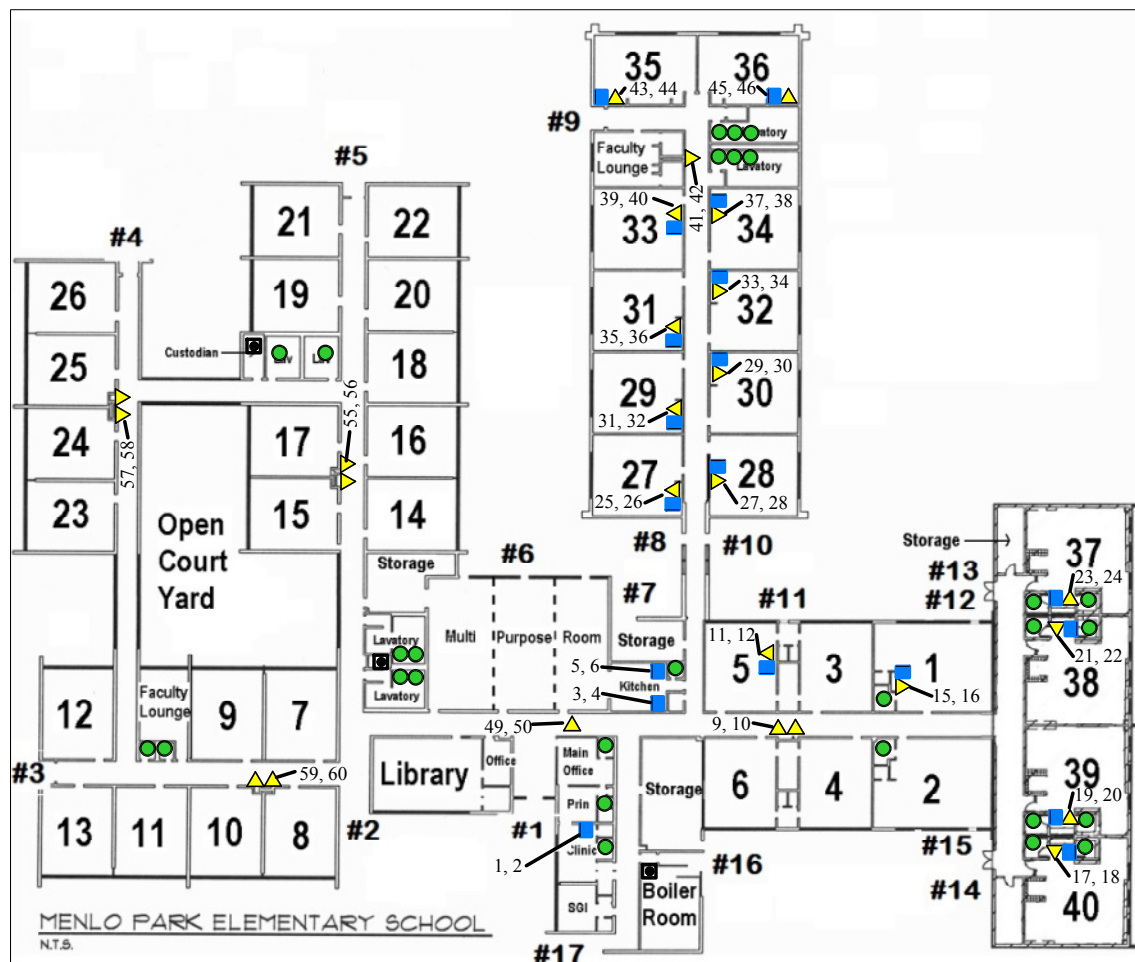 35
36
43, 44
45, 46
#9
Lavatory
Faculty
Lounge
Lavatory
#5
41, 42
39, 40
37, 38
21
22
33
34
#4
26
19
20
33, 34
31
32
Custodian
Lav
Lav
35, 36
25
18
29, 30
55, 56
29
30
31, 32
24
17
16
57, 58
27
28
25, 26
27, 28
23
15
14
Open
Court
Yard
#8
#10
Storage
37
Storage
#6
#13
23, 24
#7
#12
#11
Multi
Purpose
Room
Storage
11, 12
Lavatory
5, 6
5
3
1
21, 22
Kitchen
38
12
Faculty
Lounge
9
7
Lavatory
3, 4
15, 16
49, 50
9, 10
#3
59, 60
Library
Office
Main
Office
Storage
6
4
2
39
19, 20
Prin
13
11
10
8
#2
#1
#15
1, 2
Clinic
#16
#14
17, 18
SGI
Boiler
Room
40
MENLO PARK ELEMENTARY SCHOOL
N.T.S.
#17